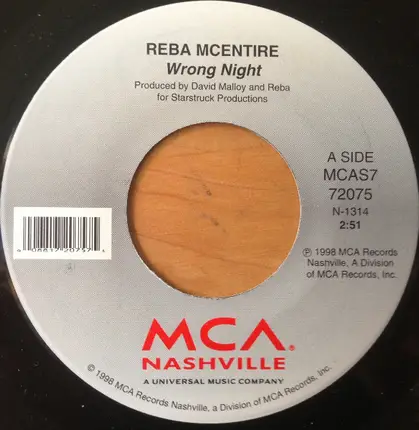 REBA MCENTIRE
Wrong Night
Produced by David Malloy and Reba
for Starstruck Productions
A SIDE
MCAS7
72075
N-1314
2:51
℗ 1998 MCA Records
Nashville, A Division
of MCA Records, Inc.
MCA®
NASHVILLE
A UNIVERSAL MUSIC COMPANY
© 1998 MCA Records Nashville, a Division of MCA Records, Inc.